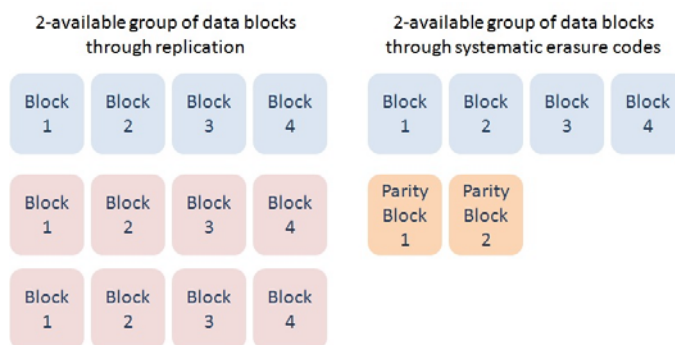 2-available group of data blocks
through replication
2-available group of data blocks
through systematic erasure codes
Block
1
Block
2
Block
3
Block
4
Block
1
Block
2
Block
3
Block
4
Block
1
Block
2
Block
3
Block
4
Parity
Block
1
Parity
Block
2
Block
1
Block
2
Block
3
Block
4